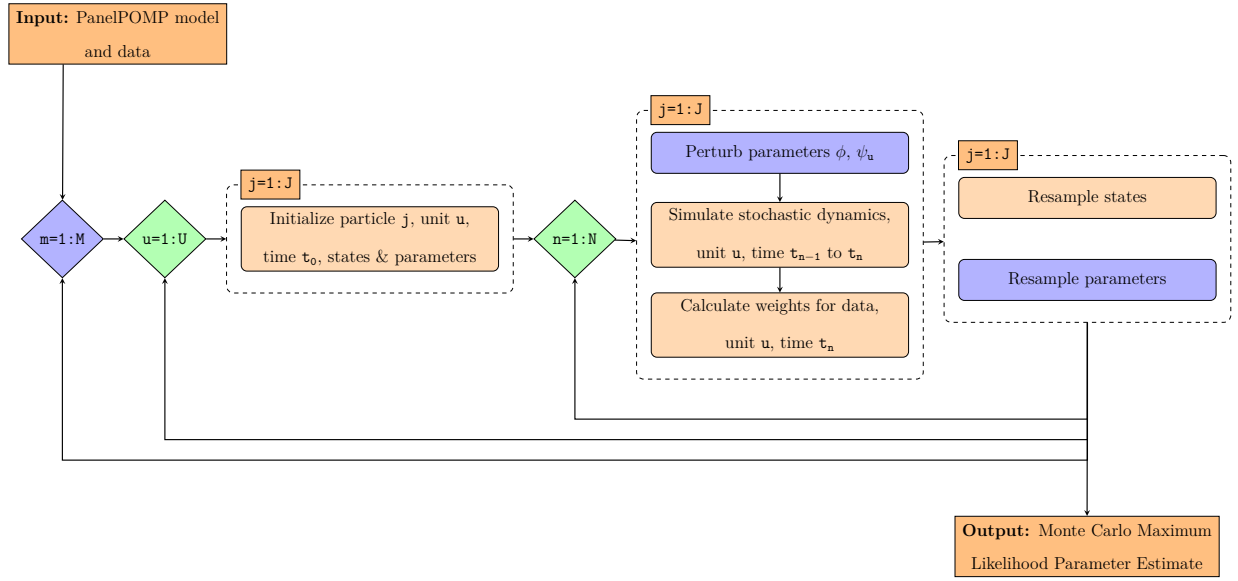 Input: PanelPOMP model
and data
m=1:M
u=1:U
j=1:J
Initialize particle j, unit u,
time t₀, states & parameters
n=1:N
j=1:J
Perturb parameters ϕ, ψᵤ
Simulate stochastic dynamics,
unit u, time tₙ₋₁ to tₙ
Calculate weights for data,
unit u, time tₙ
j=1:J
Resample states
Resample parameters
Output: Monte Carlo Maximum
Likelihood Parameter Estimate